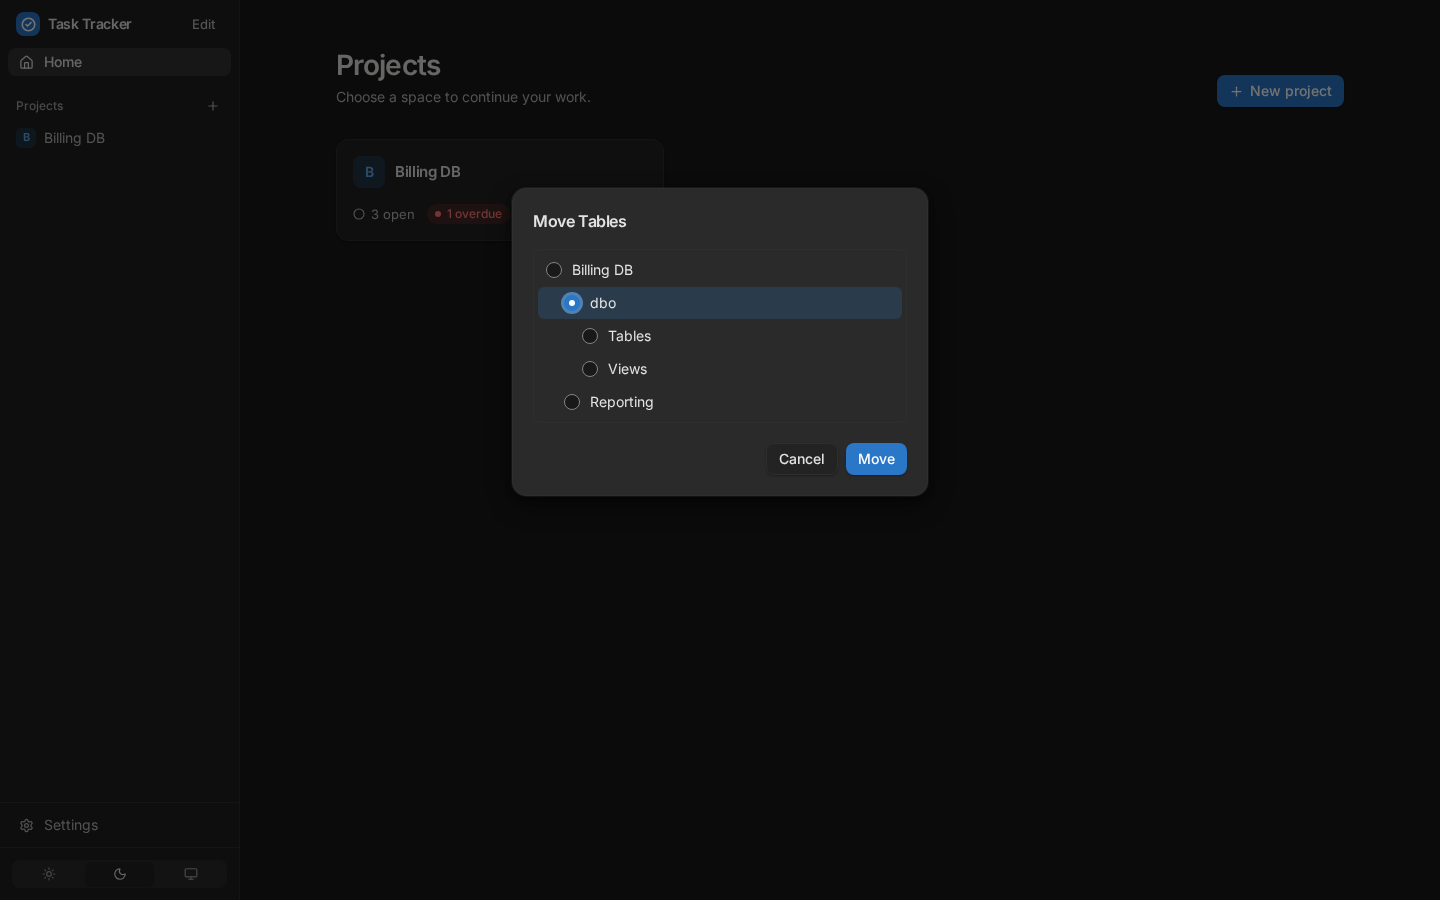 Task Tracker
Edit
Home
Projects
B
Billing DB
Settings
Projects
Choose a space to continue your work.
New project
B
Billing DB
3 open
1 overdue
Move Tables
Billing DB
dbo
Tables
Views
Reporting
Cancel
Move